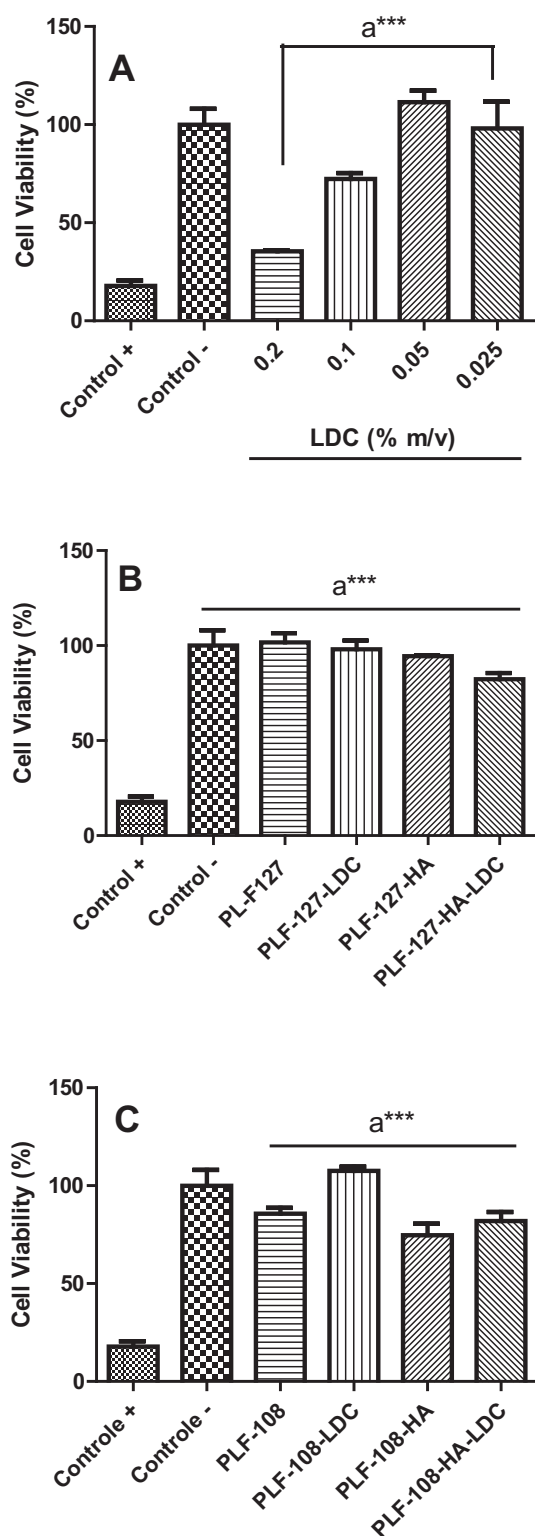 A
a***
Cell Viability (%)
150
100
50
0
Control +
Control -
0.2
0.1
0.05
0.025
LDC (% m/v)
B
a***
Cell Viability (%)
150
100
50
0
Control +
Control -
PL-F127
PLF-127-LDC
PLF-127-HA
PLF-127-HA-LDC
C
a***
Cell Viability (%)
150
100
50
0
Controle +
Controle -
PLF-108
PLF-108-LDC
PLF-108-HA
PLF-108-HA-LDC